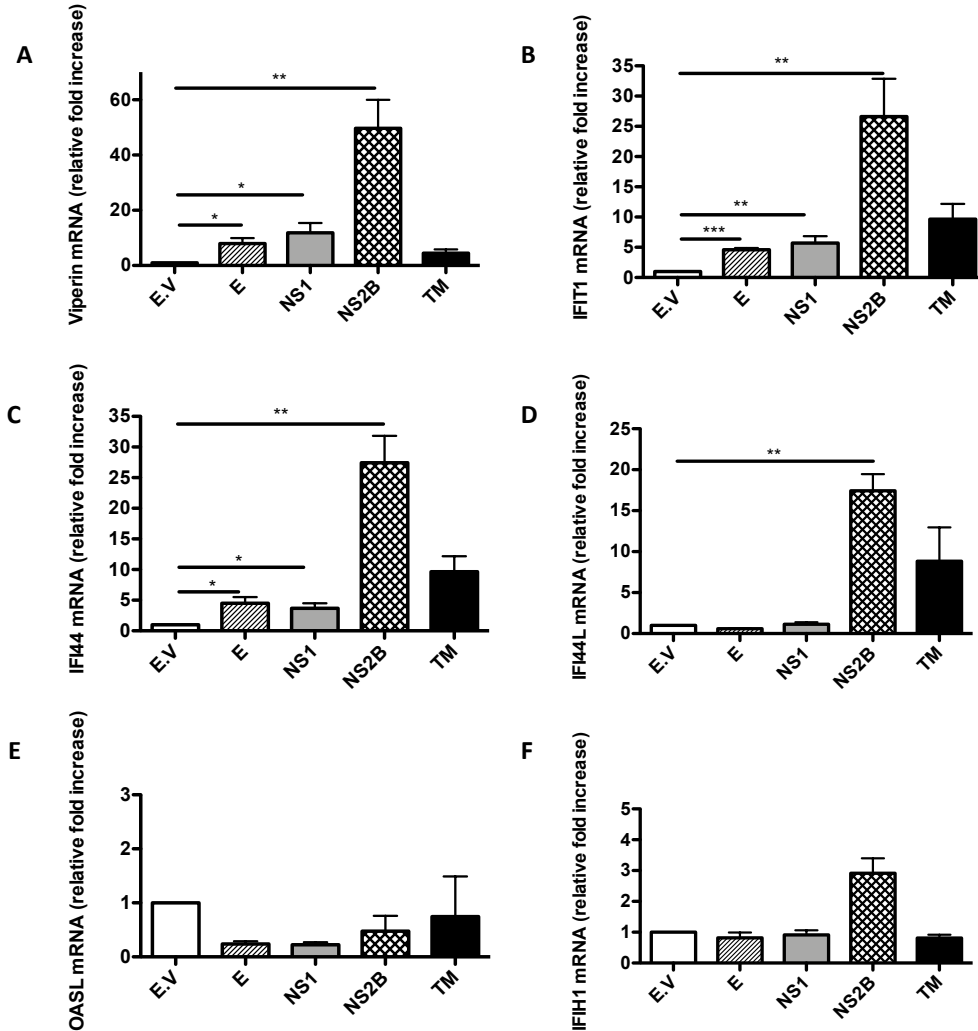 A
Viperin mRNA (relative fold increase)
60
40
20
0
**
*
*
E.V
E
NS1
NS2B
TM
B
IFIT1 mRNA (relative fold increase)
35
30
25
20
15
10
5
0
**
**
***
E.V
E
NS1
NS2B
TM
C
IFI44 mRNA (relative fold increase)
35
30
25
20
15
10
5
0
**
*
*
E.V
E
NS1
NS2B
TM
D
IFI44L mRNA (relative fold increase)
25
20
15
10
5
0
**
E.V
E
NS1
NS2B
TM
E
OASL mRNA (relative fold increase)
3
2
1
0
E.V
E
NS1
NS2B
TM
F
IFIH1 mRNA (relative fold increase)
5
4
3
2
1
0
E.V
E
NS1
NS2B
TM